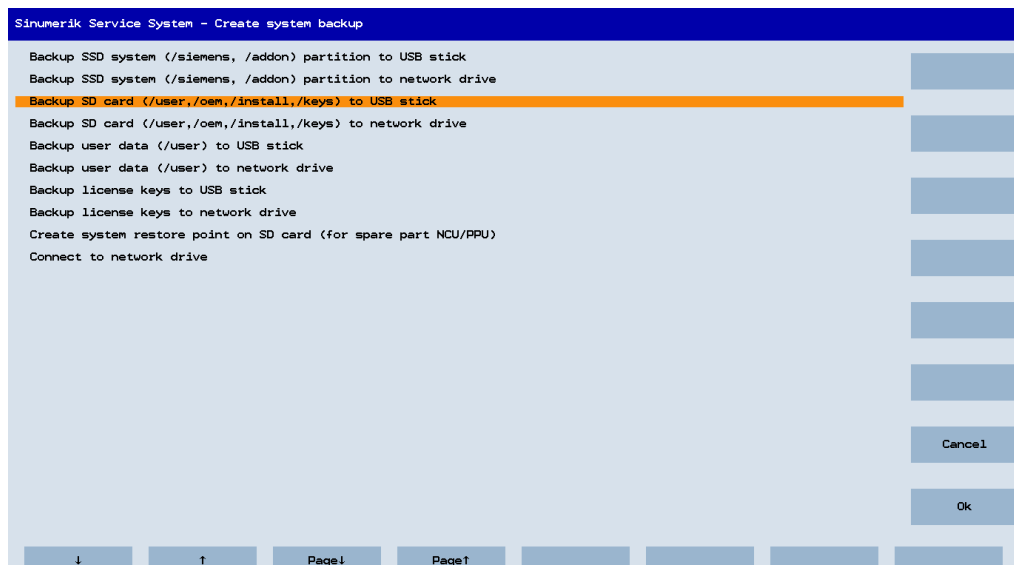 Sinumerik Service System - Create system backup
Backup SSD system (/siemens, /addon) partition to USB stick
Backup SSD system (/siemens, /addon) partition to network drive
Backup SD card (/user,/oem,/install,/keys) to USB stick
Backup SD card (/user,/oem,/install,/keys) to network drive
Backup user data (/user) to USB stick
Backup user data (/user) to network drive
Backup license keys to USB stick
Backup license keys to network drive
Create system restore point on SD card (for spare part NCU/PPU)
Connect to network drive
Cancel
Ok
↓ ↑ Page↓ Page↑